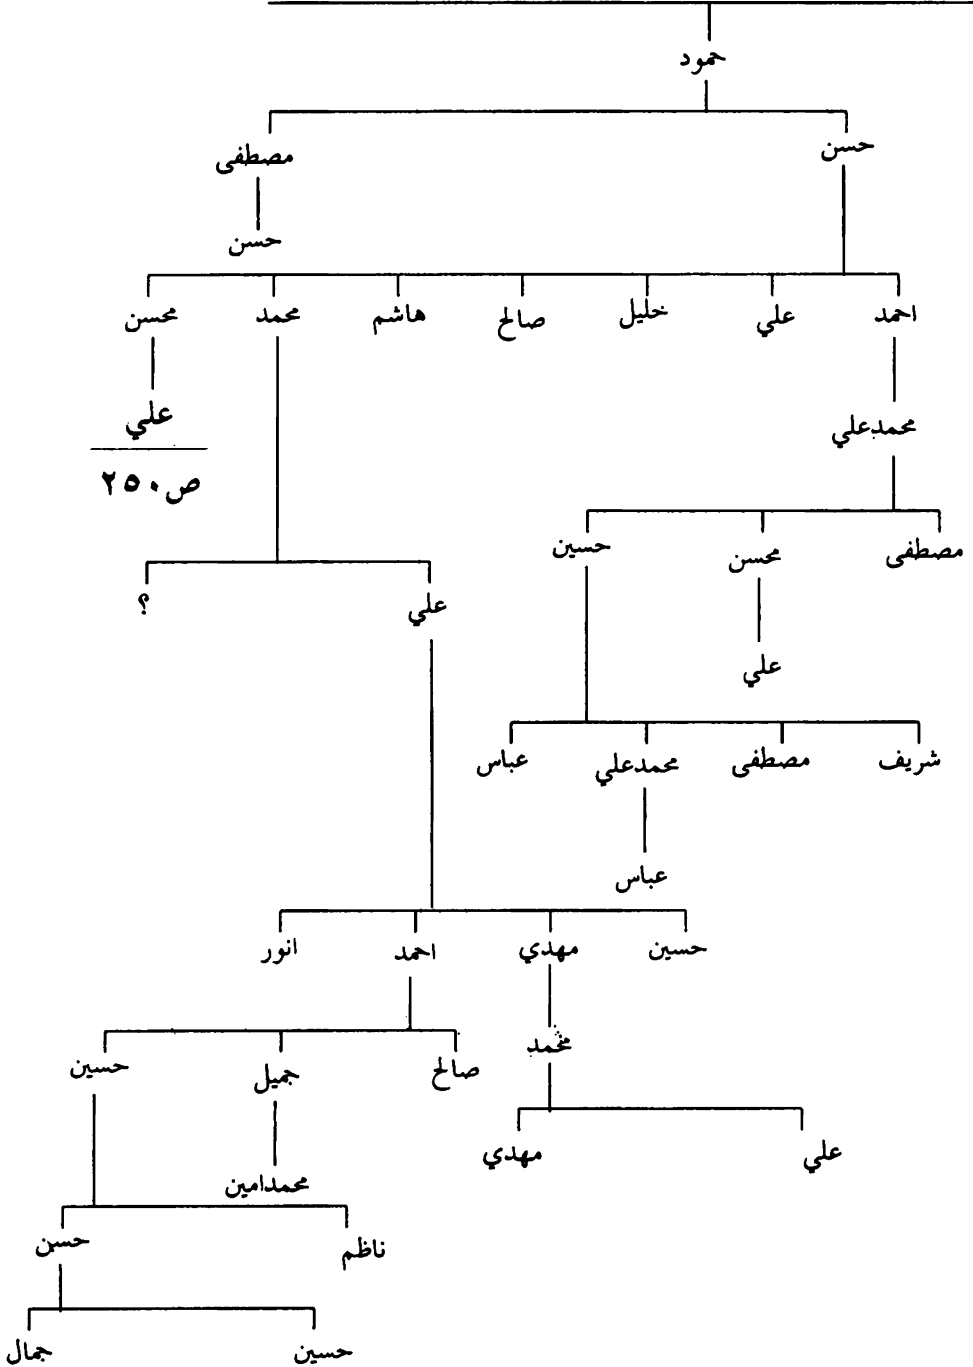 حمود
حسن مصطفى
حسن
احمد علي خليل صالح هاشم محمد محسن
علي
ص٢٥٠
محمدعلي
مصطفى محسن حسين
علي ؟
علي
شريف مصطفى محمدعلي عباس
عباس
حسين مهدي احمد انور
محمد
صالح جميل حسين
علي مهدي
محمدامين
ناظم حسن
حسين جمال